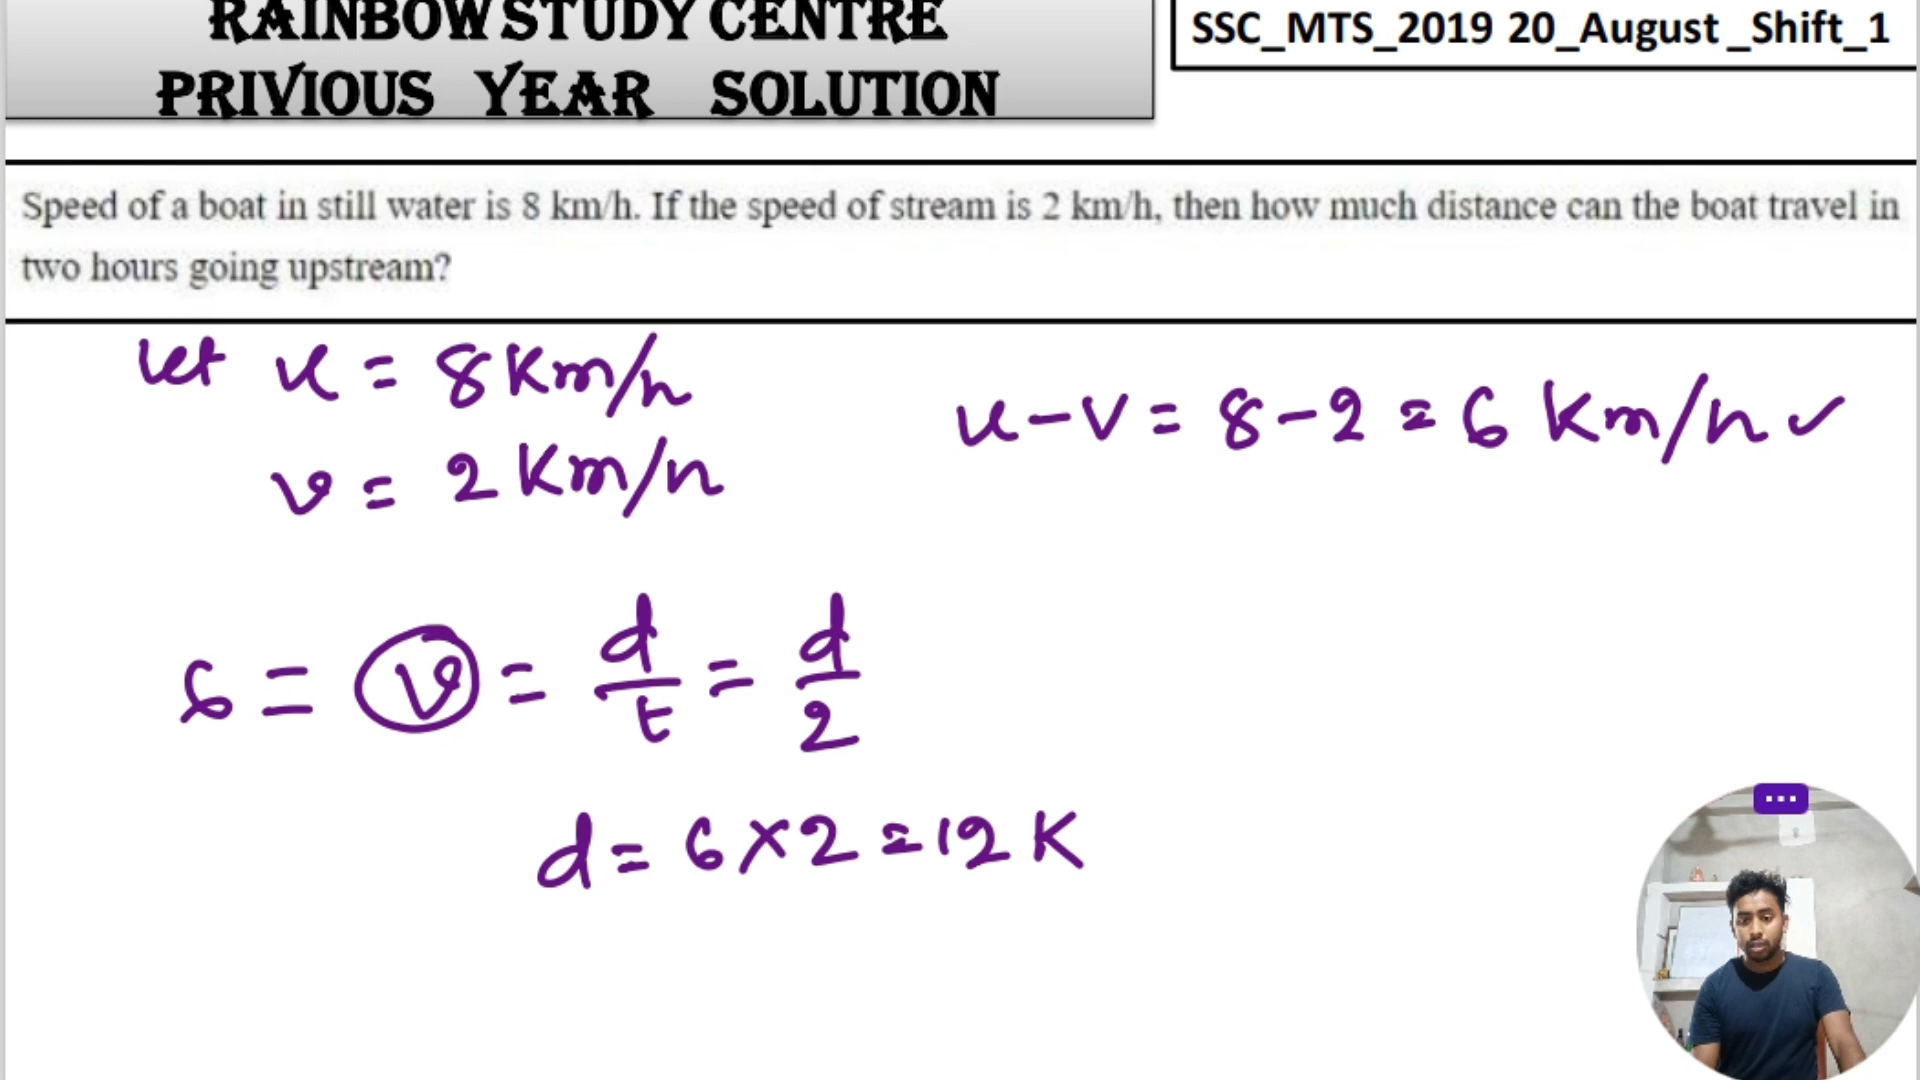 RAINBOW STUDY CENTRE
PRIVIOUS YEAR SOLUTION
SSC_MTS_2019 20_August _Shift_1
Speed of a boat in still water is 8 km/h. If the speed of stream is 2 km/h, then how much distance can the boat travel in
two hours going upstream?
let u = 8 Km/h
v = 2 Km/h
u - v = 8 - 2 = 6 Km/h ✓
6 = v = d/t = d/2
d = 6 × 2 = 12 K